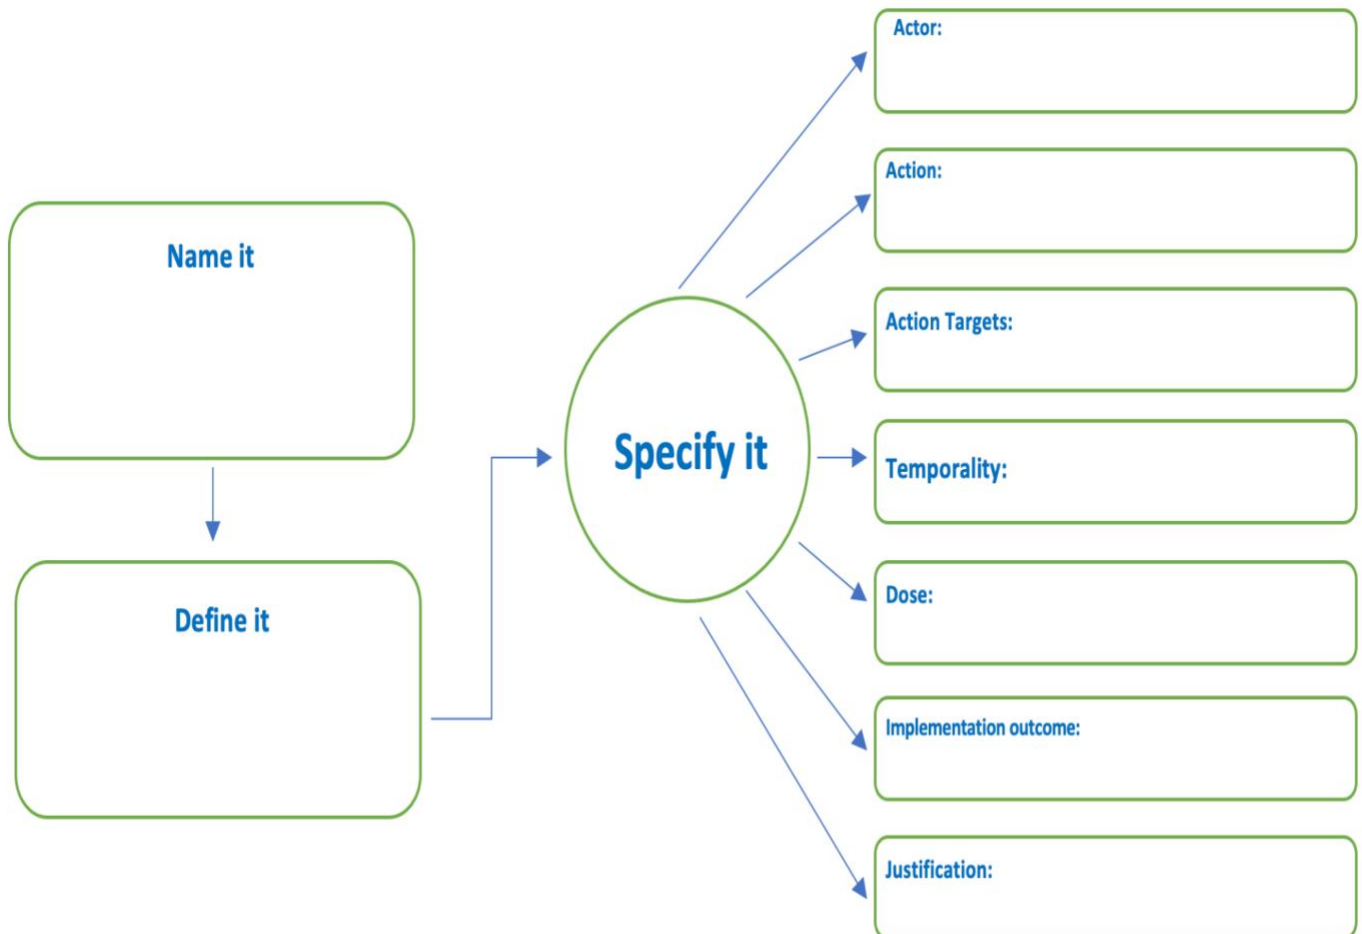 Name it
Define it
Specify it
Actor:
Action:
Action Targets:
Temporality:
Dose:
Implementation outcome:
Justification: